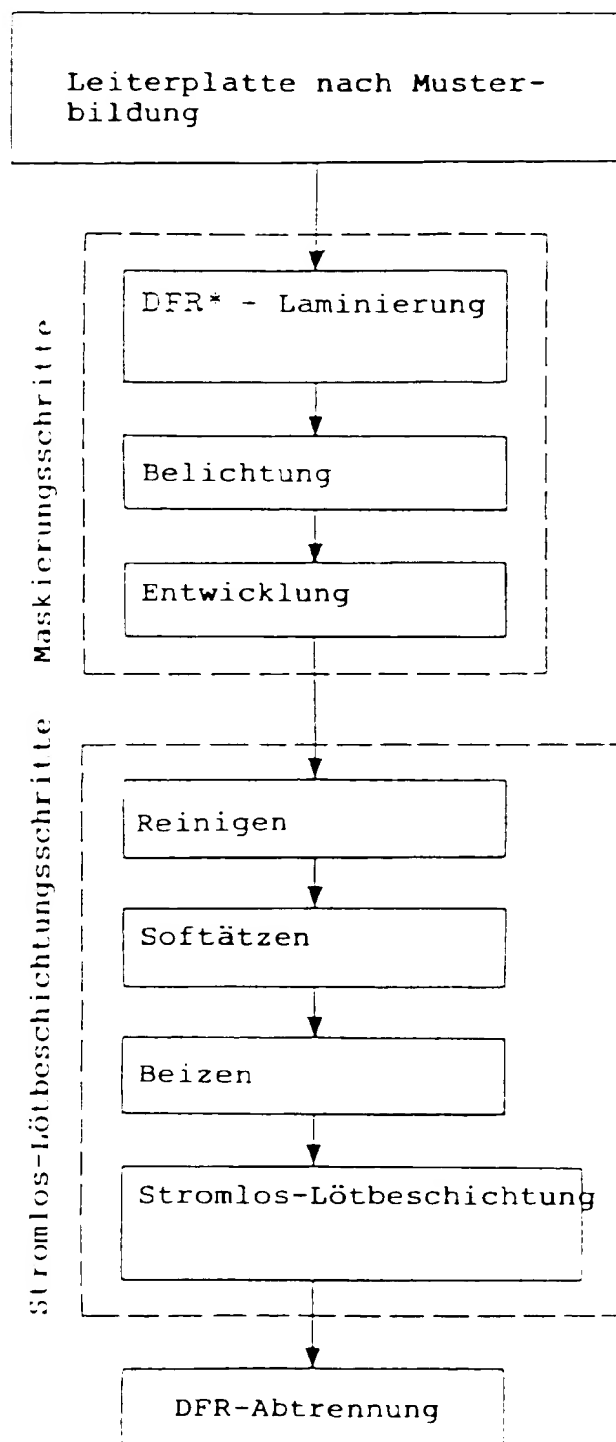 Leiterplatte nach Muster-
bildung
Maskierungsschritte
DFR* - Laminierung
Belichtung
Entwicklung
Stromlos-Lötbeschichtungsschritte
Reinigen
Softätzen
Beizen
Stromlos-Lötbeschichtung
DFR-Abtrennung